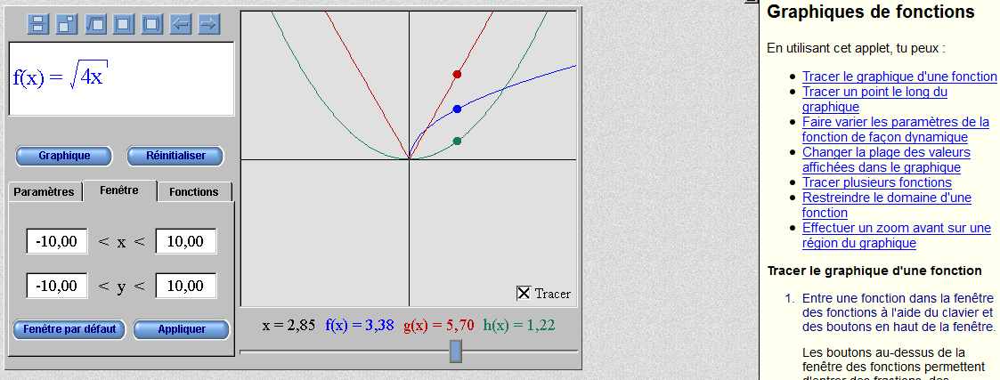 f(x) = √4x
Graphique
Réinitialiser
Paramètres
Fenêtre
Fonctions
-10,00 < x < 10,00
-10,00 < y < 10,00
Fenêtre par défaut
Appliquer
Tracer
x = 2,85 f(x) = 3,38 g(x) = 5,70 h(x) = 1,22
Graphiques de fonctions
En utilisant cet applet, tu peux :
Tracer le graphique d'une fonction
Tracer un point le long du
graphique
Faire varier les paramètres de la
fonction de façon dynamique
Changer la plage des valeurs
affichées dans le graphique
Tracer plusieurs fonctions
Restreindre le domaine d'une
fonction
Effectuer un zoom avant sur une
région du graphique
Tracer le graphique d'une fonction
1. Entre une fonction dans la fenêtre
des fonctions à l'aide du clavier et
des boutons en haut de la fenêtre.
Les boutons au-dessus de la
fenêtre des fonctions permettent
d'entrer des fractions, des